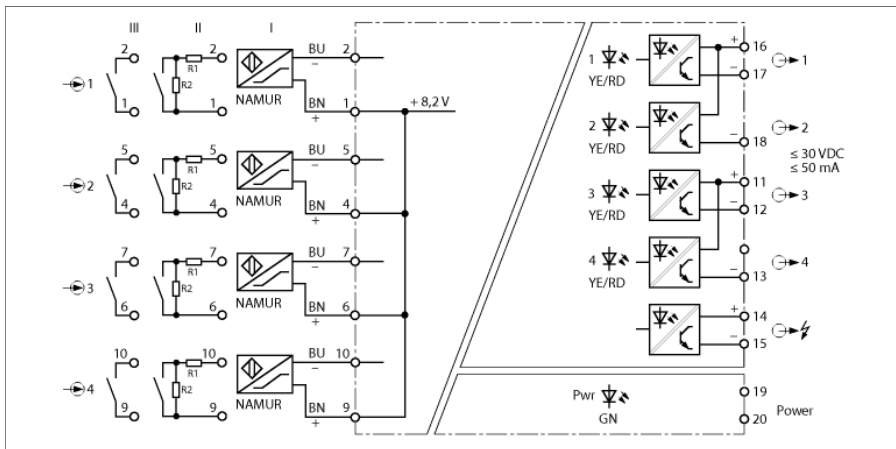 III II I
2 2 BU 2
R1 −
R2
1
1 1 NAMUR BN 1 + 8,2 V
+
5 5 BU 5
R1 −
R2
2
4 4 NAMUR BN 4
+
7 7 BU 7
R1 −
R2
3
6 6 NAMUR BN 6
+
10 10 BU 10
R1 −
R2
4
9 9 NAMUR BN 9
+
+ 16 1
1
YE/RD − 17
2 2
YE/RD − 18
≤ 30 VDC
≤ 50 mA
+ 11
3 3
YE/RD − 12
4 4
YE/RD − 13
+ 14
− 15
Pwr 19
GN 20 Power